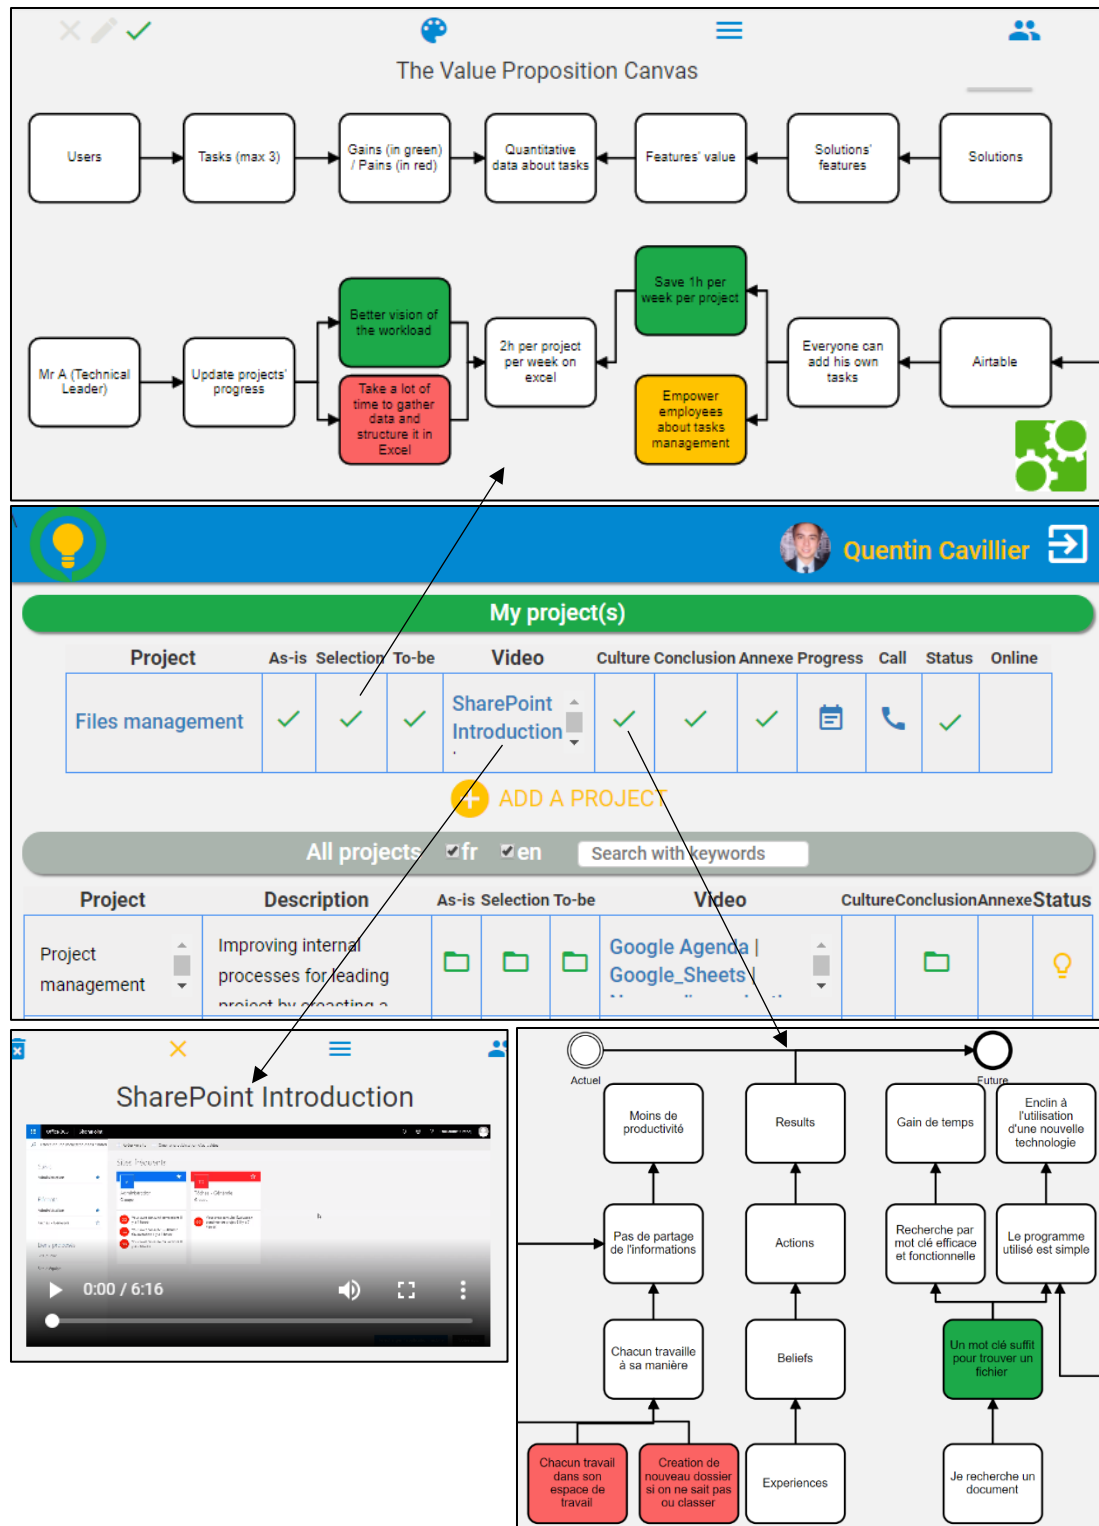 The Value Proposition Canvas
Users
Tasks (max 3)
Gains (in green)
/ Pains (in red)
Quantitative
data about tasks
Features' value
Solutions'
features
Solutions
Mr A (Technical
Leader)
Update projects'
progress
Better vision of
the workload
Take a lot of
time to gather
data and
structure it in
Excel
2h per project
per week on
excel
Save 1h per
week per project
Empower
employees
about tasks
management
Everyone can
add his own
tasks
Airtable
Quentin Cavillier
My project(s)
Project As-is Selection To-be Video Culture Conclusion Annexe Progress Call Status Online
Files management
SharePoint
Introduction
ADD A PROJECT
All projects fr en Search with keywords
Project Description As-is Selection To-be Video Culture Conclusion Annexe Status
Project
management
Improving internal
processes for leading
project by creasting a
Google Agenda |
Google_Sheets |
SharePoint Introduction
0:00 / 6:16
Actuel
Future
Moins de
productivité
Results
Gain de temps
Enclin à
l'utilisation
d'une nouvelle
technologie
Pas de partage
de l'informations
Actions
Recherche par
mot clé efficace
et fonctionnelle
Le programme
utilisé est simple
Chacun travaille
à sa manière
Beliefs
Un mot clé suffit
pour trouver un
fichier
Chacun travail
dans son
espace de
travail
Creation de
nouveau dossier
si on ne sait pas
ou classer
Experiences
Je recherche un
document